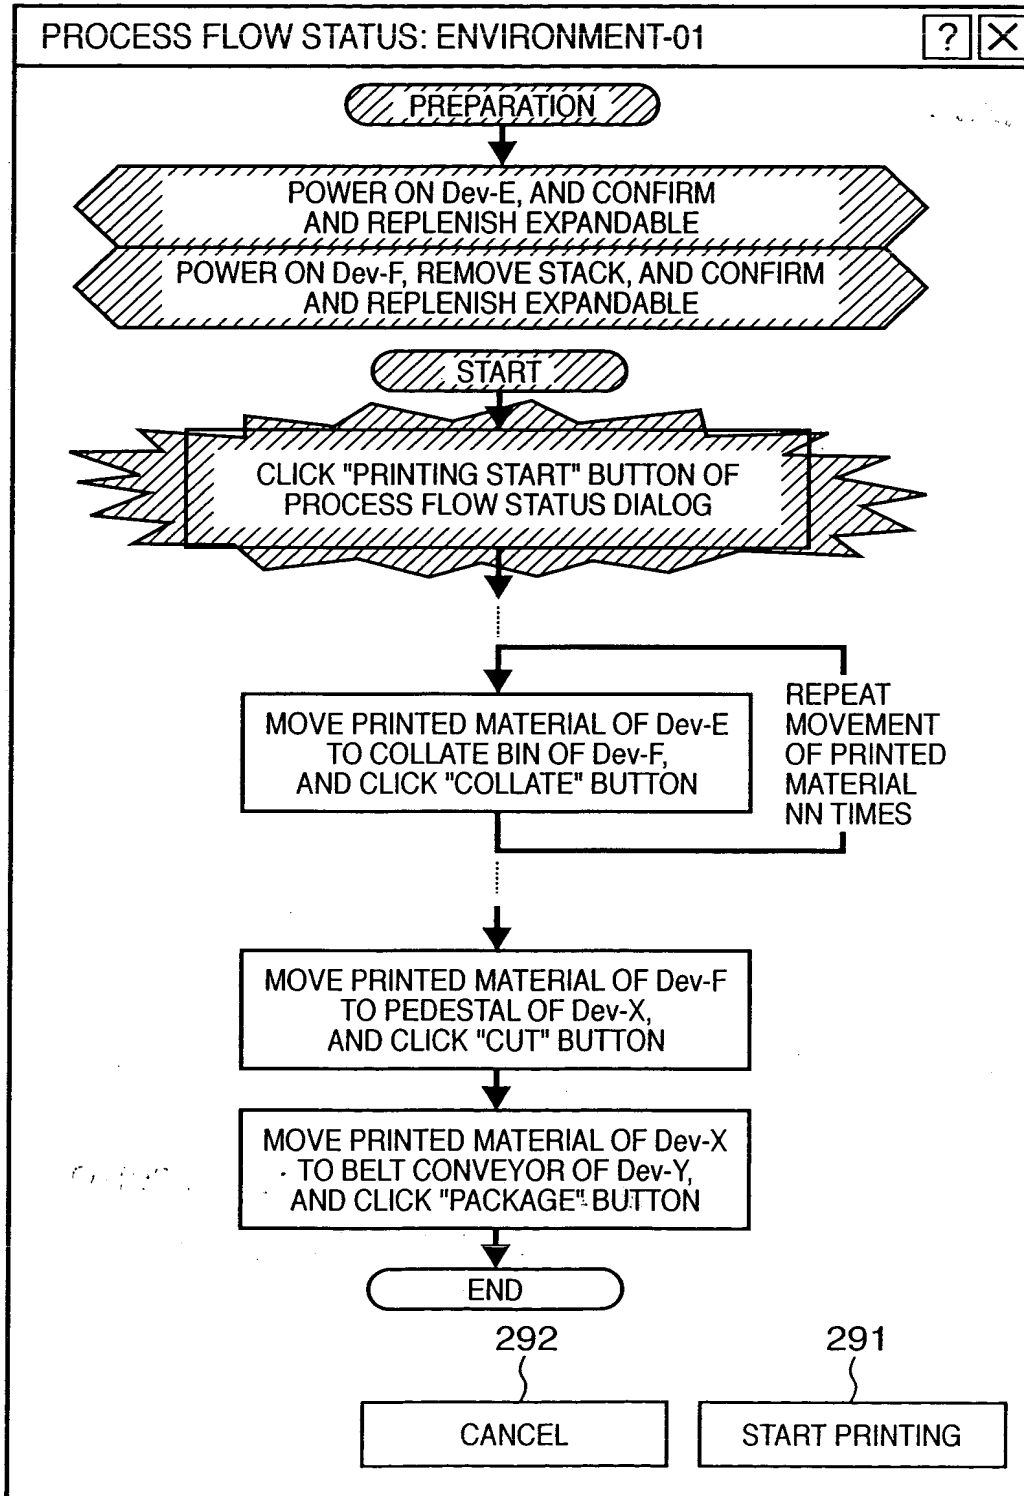 PROCESS FLOW STATUS: ENVIRONMENT-01
?
PREPARATION
POWER ON Dev-E, AND CONFIRM
AND REPLENISH EXPANDABLE
POWER ON Dev-F, REMOVE STACK, AND CONFIRM
AND REPLENISH EXPANDABLE
START
CLICK "PRINTING START" BUTTON OF
PROCESS FLOW STATUS DIALOG
MOVE PRINTED MATERIAL OF Dev-E
TO COLLATE BIN OF Dev-F,
AND CLICK "COLLATE" BUTTON
REPEAT
MOVEMENT
OF PRINTED
MATERIAL
NN TIMES
MOVE PRINTED MATERIAL OF Dev-F
TO PEDESTAL OF Dev-X,
AND CLICK "CUT" BUTTON
MOVE PRINTED MATERIAL OF Dev-X
TO BELT CONVEYOR OF Dev-Y,
AND CLICK "PACKAGE" BUTTON
END
292
291
CANCEL
START PRINTING